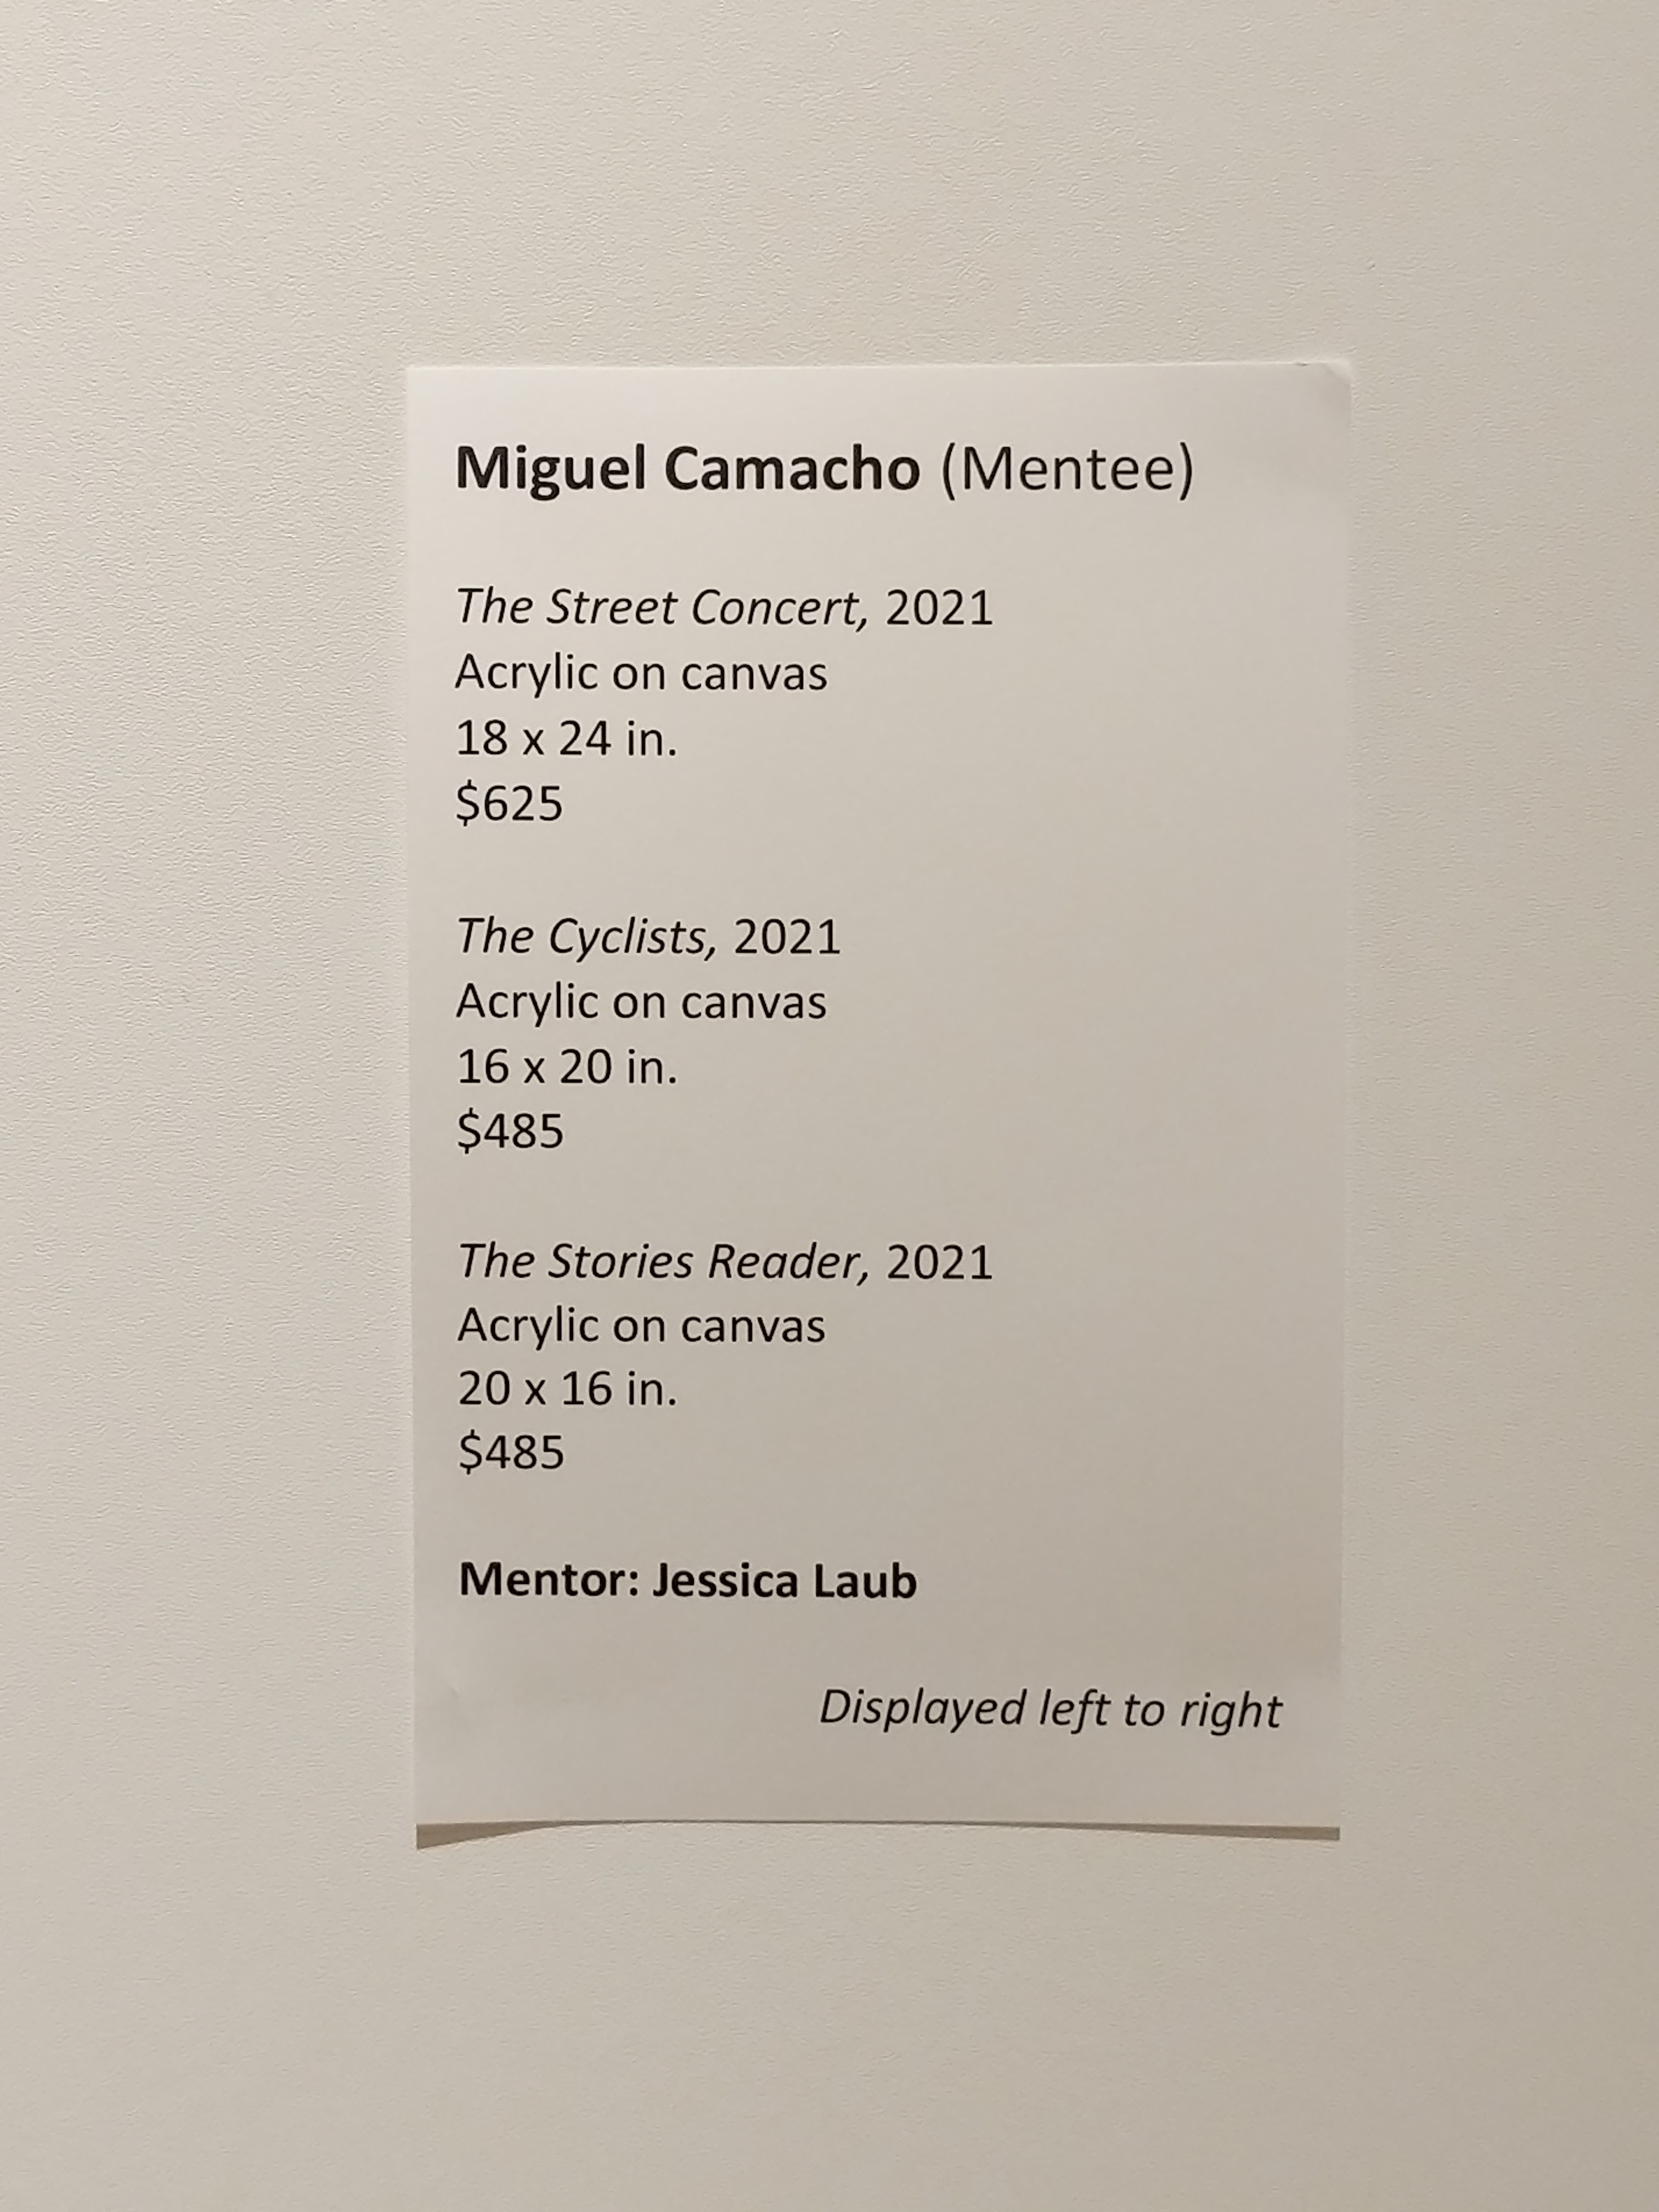 Miguel Camacho (Mentee)
The Street Concert, 2021
Acrylic on canvas
18 x 24 in.
$625
The Cyclists, 2021
Acrylic on canvas
16 x 20 in.
$485
The Stories Reader, 2021
Acrylic on canvas
20 x 16 in.
$485
Mentor: Jessica Laub
Displayed left to right